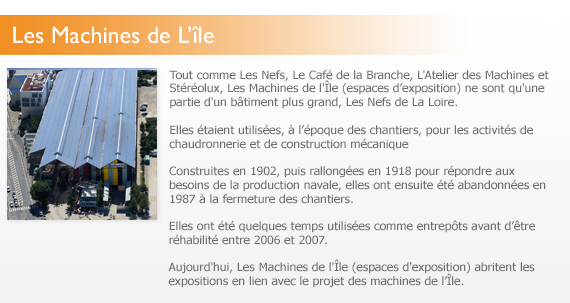 Les Machines de L'île
Tout comme Les Nefs, Le Café de la Branche, L'Atelier des Machines et
Stéréolux, Les Machines de l'Île (espaces d’exposition) ne sont qu'une
partie d'un bâtiment plus grand, Les Nefs de La Loire.
Elles étaient utilisées, à l’époque des chantiers, pour les activités de
chaudronnerie et de construction mécanique
Construites en 1902, puis rallongées en 1918 pour répondre aux
besoins de la production navale, elles ont ensuite été abandonnées en
1987 à la fermeture des chantiers.
Elles ont été quelques temps utilisées comme entrepôts avant d’être
réhabilité entre 2006 et 2007.
Aujourd'hui, Les Machines de l'Île (espaces d'exposition) abritent les
expositions en lien avec le projet des machines de l’Île.